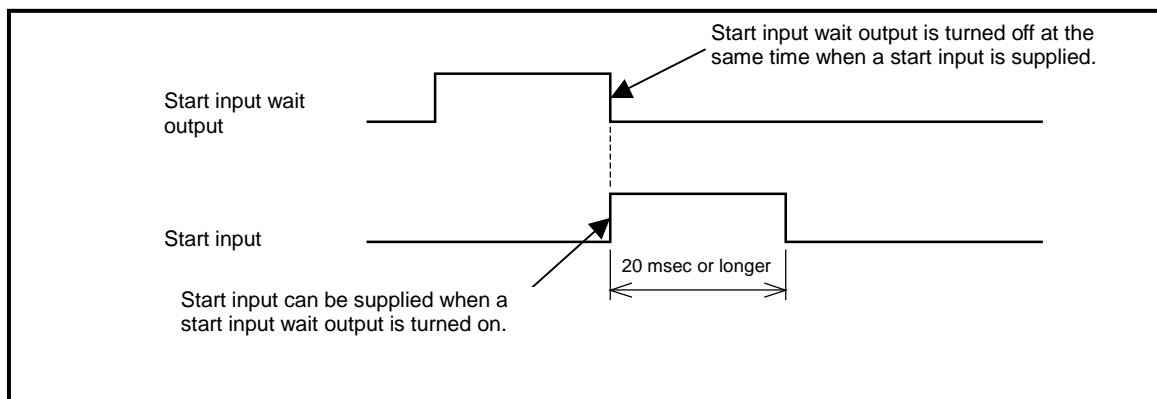 Start input wait output is turned off at the
same time when a start input is supplied.
Start input wait
output
Start input
20 msec or longer
Start input can be supplied when a
start input wait output is turned on.